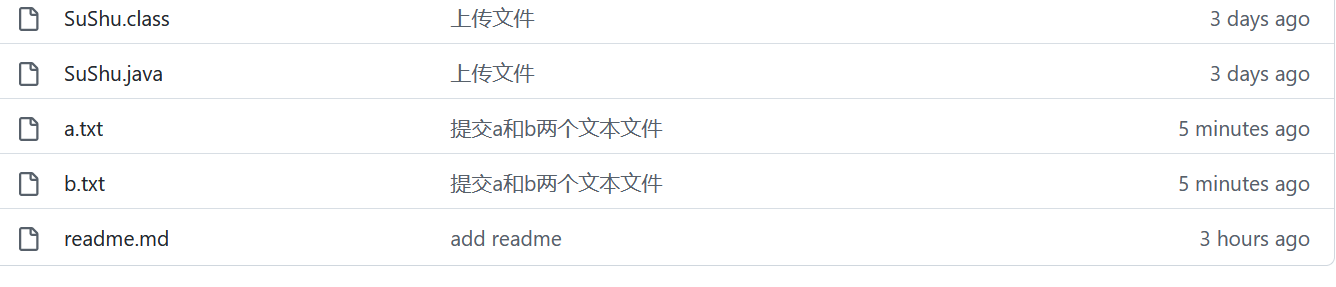 SuShu.class 上传文件 3 days ago
SuShu.java 上传文件 3 days ago
a.txt 提交a和b两个文本文件 5 minutes ago
b.txt 提交a和b两个文本文件 5 minutes ago
readme.md add readme 3 hours ago